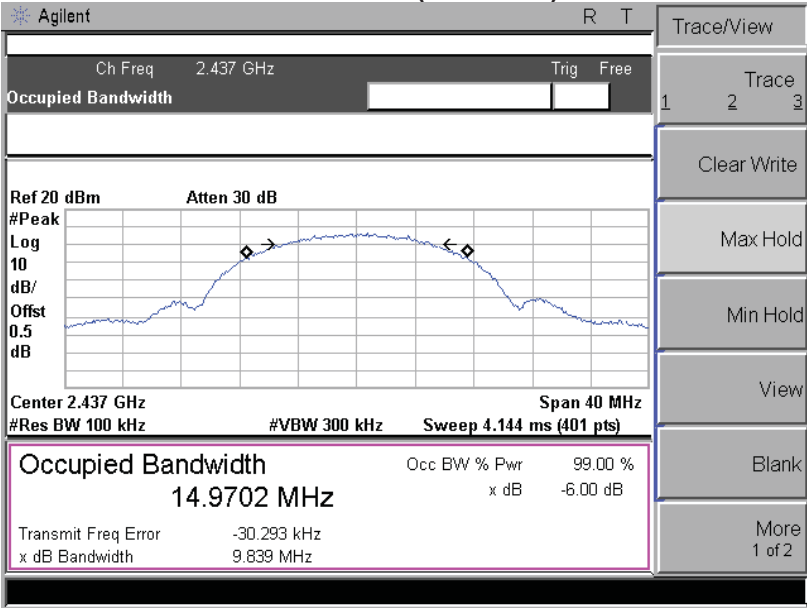 Agilent R T
Trace/View
Ch Freq 2.437 GHz Trig Free
Occupied Bandwidth
Trace
1 2 3
Clear Write
Ref 20 dBm Atten 30 dB
#Peak
Log
10
dB/
Offst
0.5
dB
Max Hold
Min Hold
Center 2.437 GHz Span 40 MHz
#Res BW 100 kHz #VBW 300 kHz Sweep 4.144 ms (401 pts)
View
Occupied Bandwidth Occ BW % Pwr 99.00 %
14.9702 MHz x dB -6.00 dB
Blank
Transmit Freq Error -30.293 kHz
x dB Bandwidth 9.839 MHz
More
1 of 2